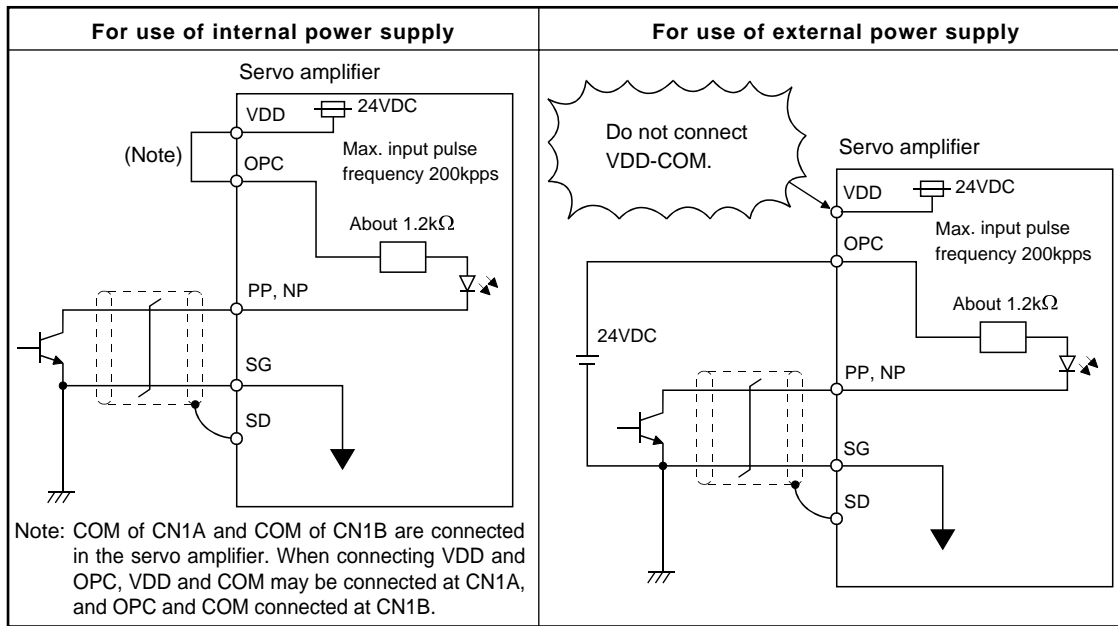 For use of internal power supply
Servo amplifier
VDD
24VDC
(Note)
OPC
Max. input pulse
frequency 200kpps
About 1.2kΩ
PP, NP
SG
SD
Note: COM of CN1A and COM of CN1B are connected
in the servo amplifier. When connecting VDD and
OPC, VDD and COM may be connected at CN1A,
and OPC and COM connected at CN1B.
For use of external power supply
Do not connect
VDD-COM.
Servo amplifier
VDD
24VDC
OPC
Max. input pulse
frequency 200kpps
About 1.2kΩ
24VDC
PP, NP
SG
SD